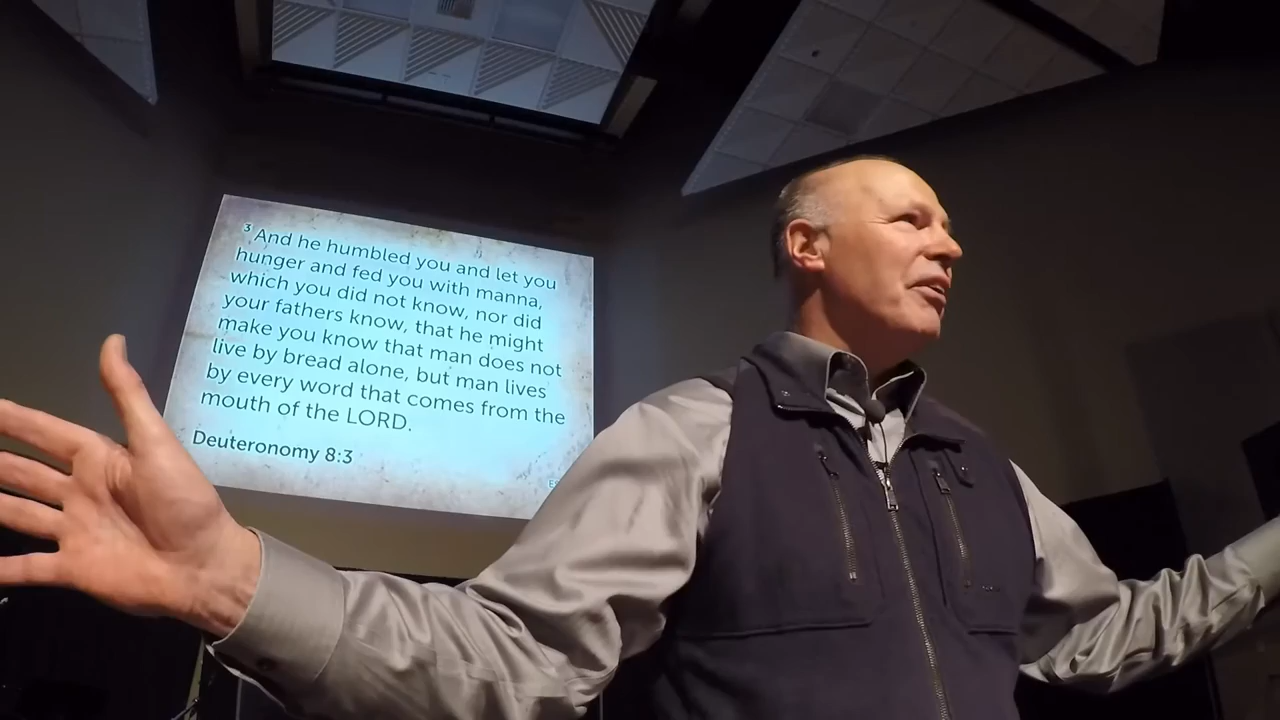 3 And he humbled you and let you
hunger and fed you with manna,
which you did not know, nor did
your fathers know, that he might
make you know that man does not
live by bread alone, but man lives
by every word that comes from the
mouth of the LORD.
Deuteronomy 8:3